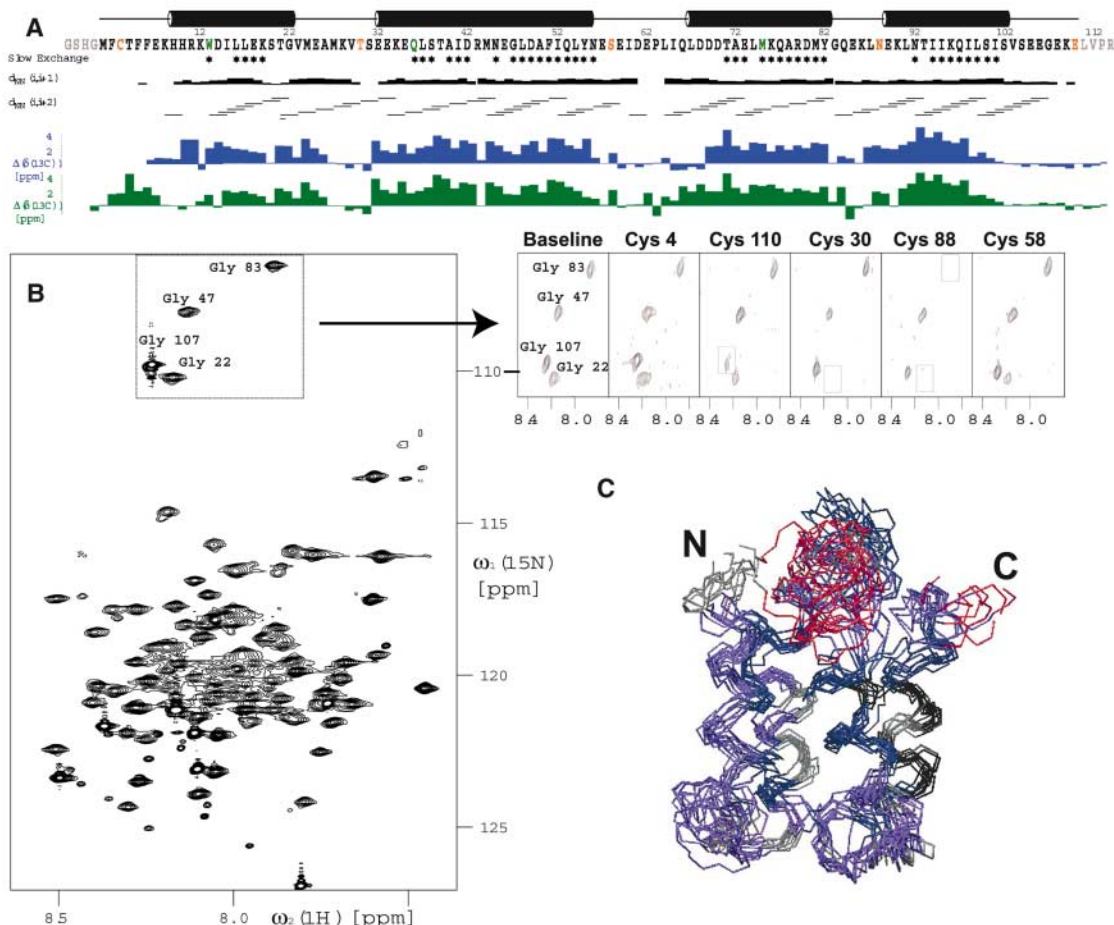 A
12 22 32 42 52 62 72 82 92 102 112
GSHGMFCTFFEKHHRKWDILLEKSTGVMEAMKVTSEEKEQLSTAIDRMNEGLDAFIQLYNESEIDEPLIQLDDDTAELMKQARDMYGQEKLNEKLNTIIKQILSISVSEEGEKELVPR
Slow Exchange
dNN (i,i+1)
dNN (i,i+2)
4
2
Δδ(13C)
[ppm]
4
2
Δδ(13C)
[ppm]
B
Gly 83
Gly 47
Gly 107
Gly 22
Baseline Cys 4 Cys 110 Cys 30 Cys 88 Cys 58
Gly 83
Gly 47
Gly 107
Gly 22
110
8.4 8.0 8.4 8.0 8.4 8.0 8.4 8.0 8.4 8.0 8.4 8.0
115
ω₁(15N)
[ppm]
120
125
8.5 8.0 ω₂(1H) [ppm]
C
N
C